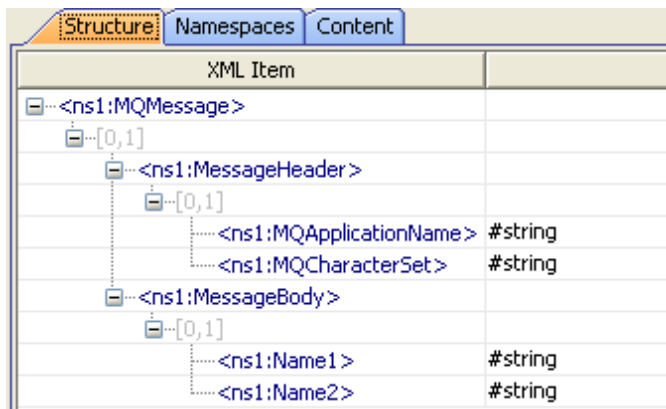 Structure Namespaces Content
XML Item
<ns1:MQMessage>
[0,1]
<ns1:MessageHeader>
[0,1]
<ns1:MQApplicationName> #string
<ns1:MQCharacterSet> #string
<ns1:MessageBody>
[0,1]
<ns1:Name1> #string
<ns1:Name2> #string